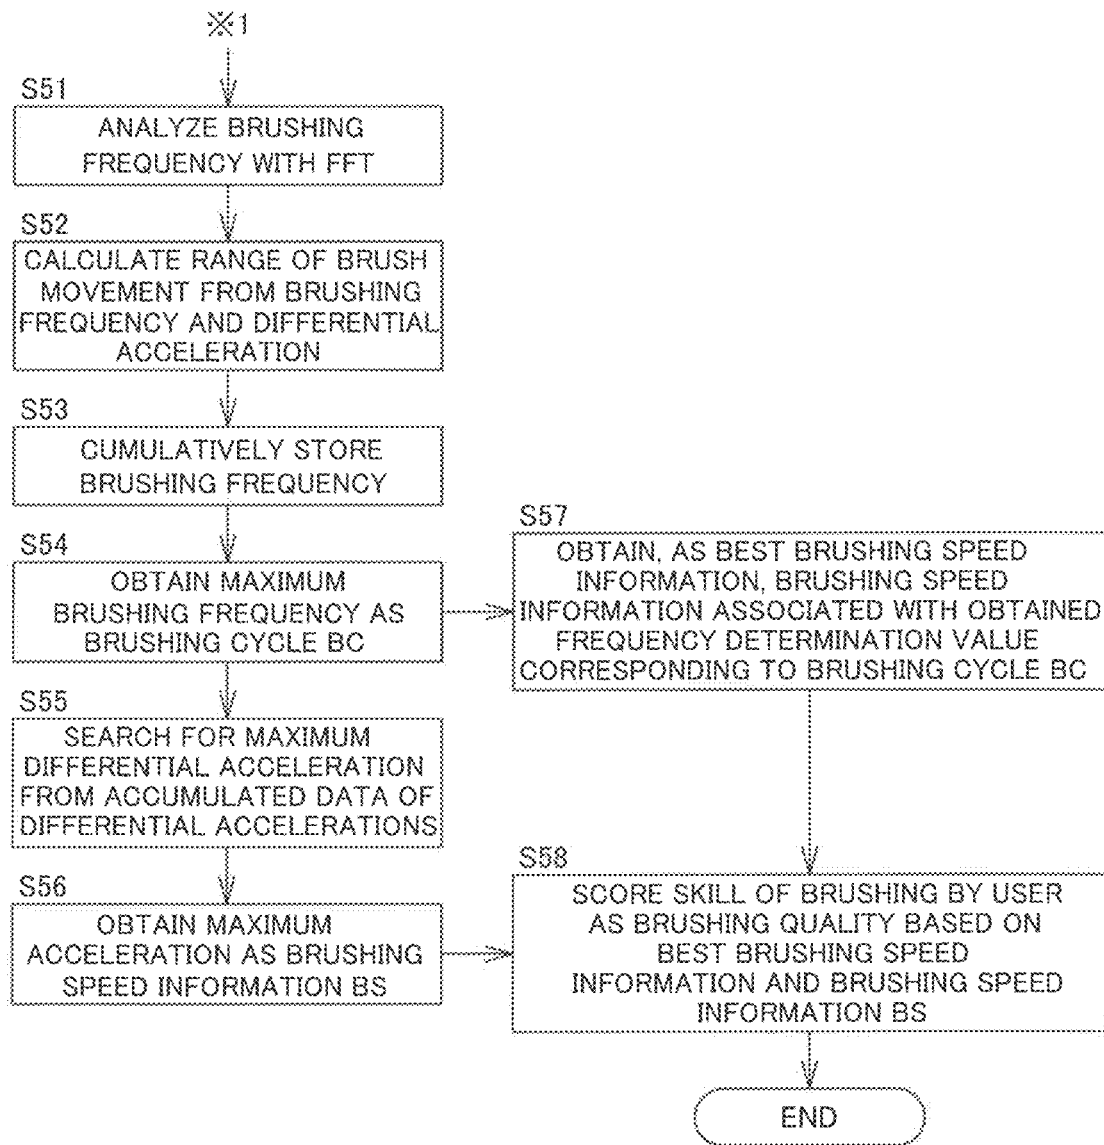 ※1
S51
ANALYZE BRUSHING
FREQUENCY WITH FFT
S52
CALCULATE RANGE OF BRUSH
MOVEMENT FROM BRUSHING
FREQUENCY AND DIFFERENTIAL
ACCELERATION
S53
CUMULATIVELY STORE
BRUSHING FREQUENCY
S54
OBTAIN MAXIMUM
BRUSHING FREQUENCY AS
BRUSHING CYCLE BC
S55
SEARCH FOR MAXIMUM
DIFFERENTIAL ACCELERATION
FROM ACCUMULATED DATA OF
DIFFERENTIAL ACCELERATIONS
S56
OBTAIN MAXIMUM
ACCELERATION AS BRUSHING
SPEED INFORMATION BS
S57
OBTAIN, AS BEST BRUSHING SPEED
INFORMATION, BRUSHING SPEED
INFORMATION ASSOCIATED WITH OBTAINED
FREQUENCY DETERMINATION VALUE
CORRESPONDING TO BRUSHING CYCLE BC
S58
SCORE SKILL OF BRUSHING BY USER
AS BRUSHING QUALITY BASED ON
BEST BRUSHING SPEED
INFORMATION AND BRUSHING SPEED
INFORMATION BS
END